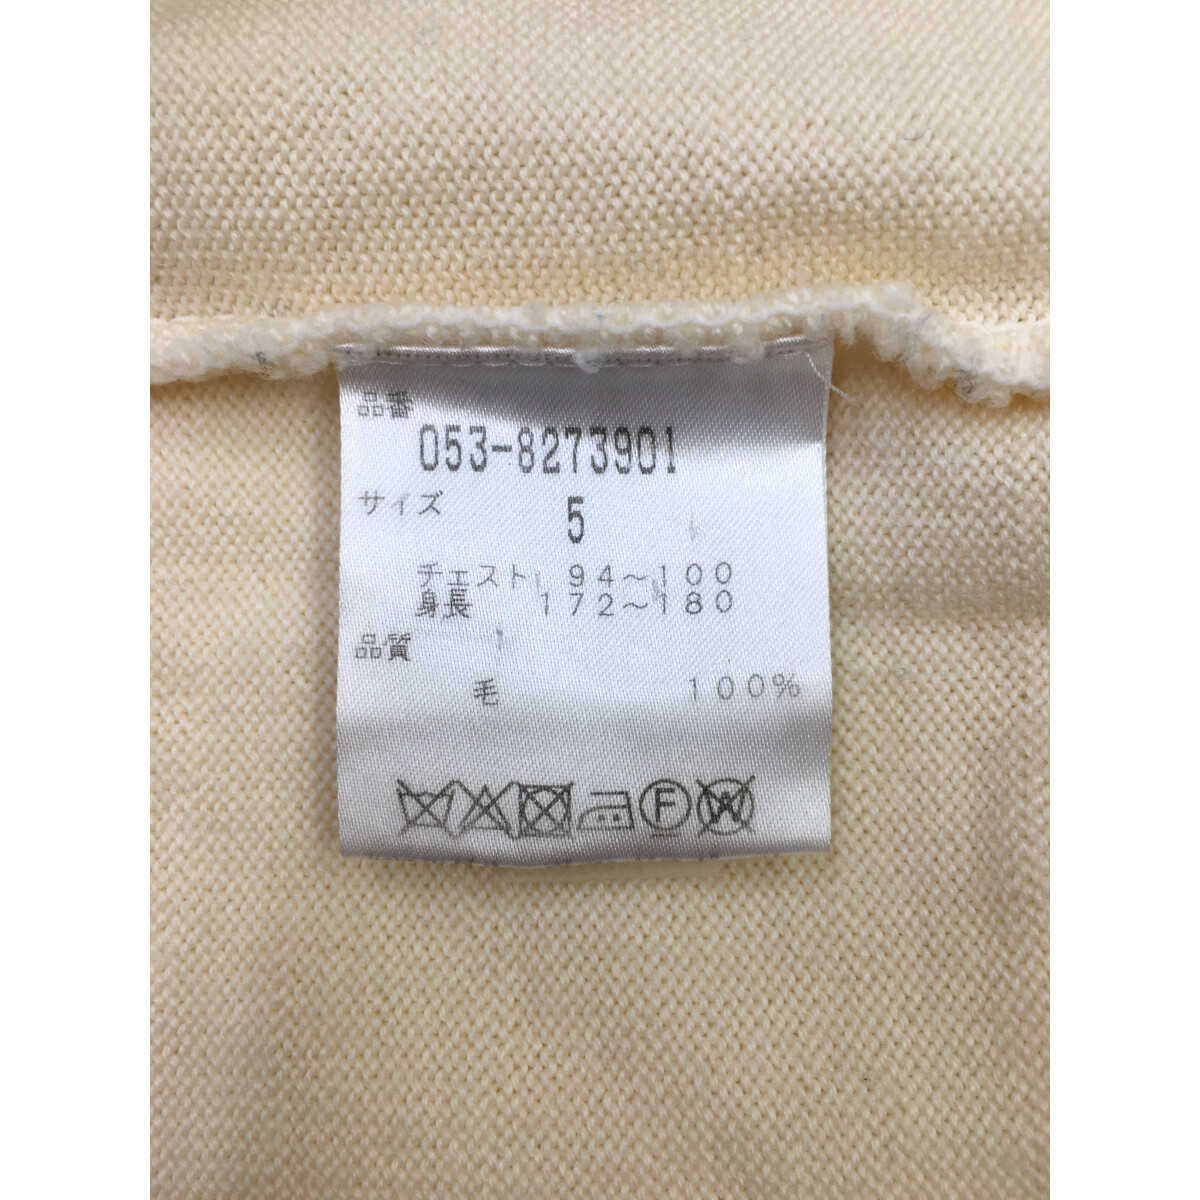 品番
053-8273901
サイズ 5
チェスト 94～100
身長 172～180
品質
毛 100%
F W